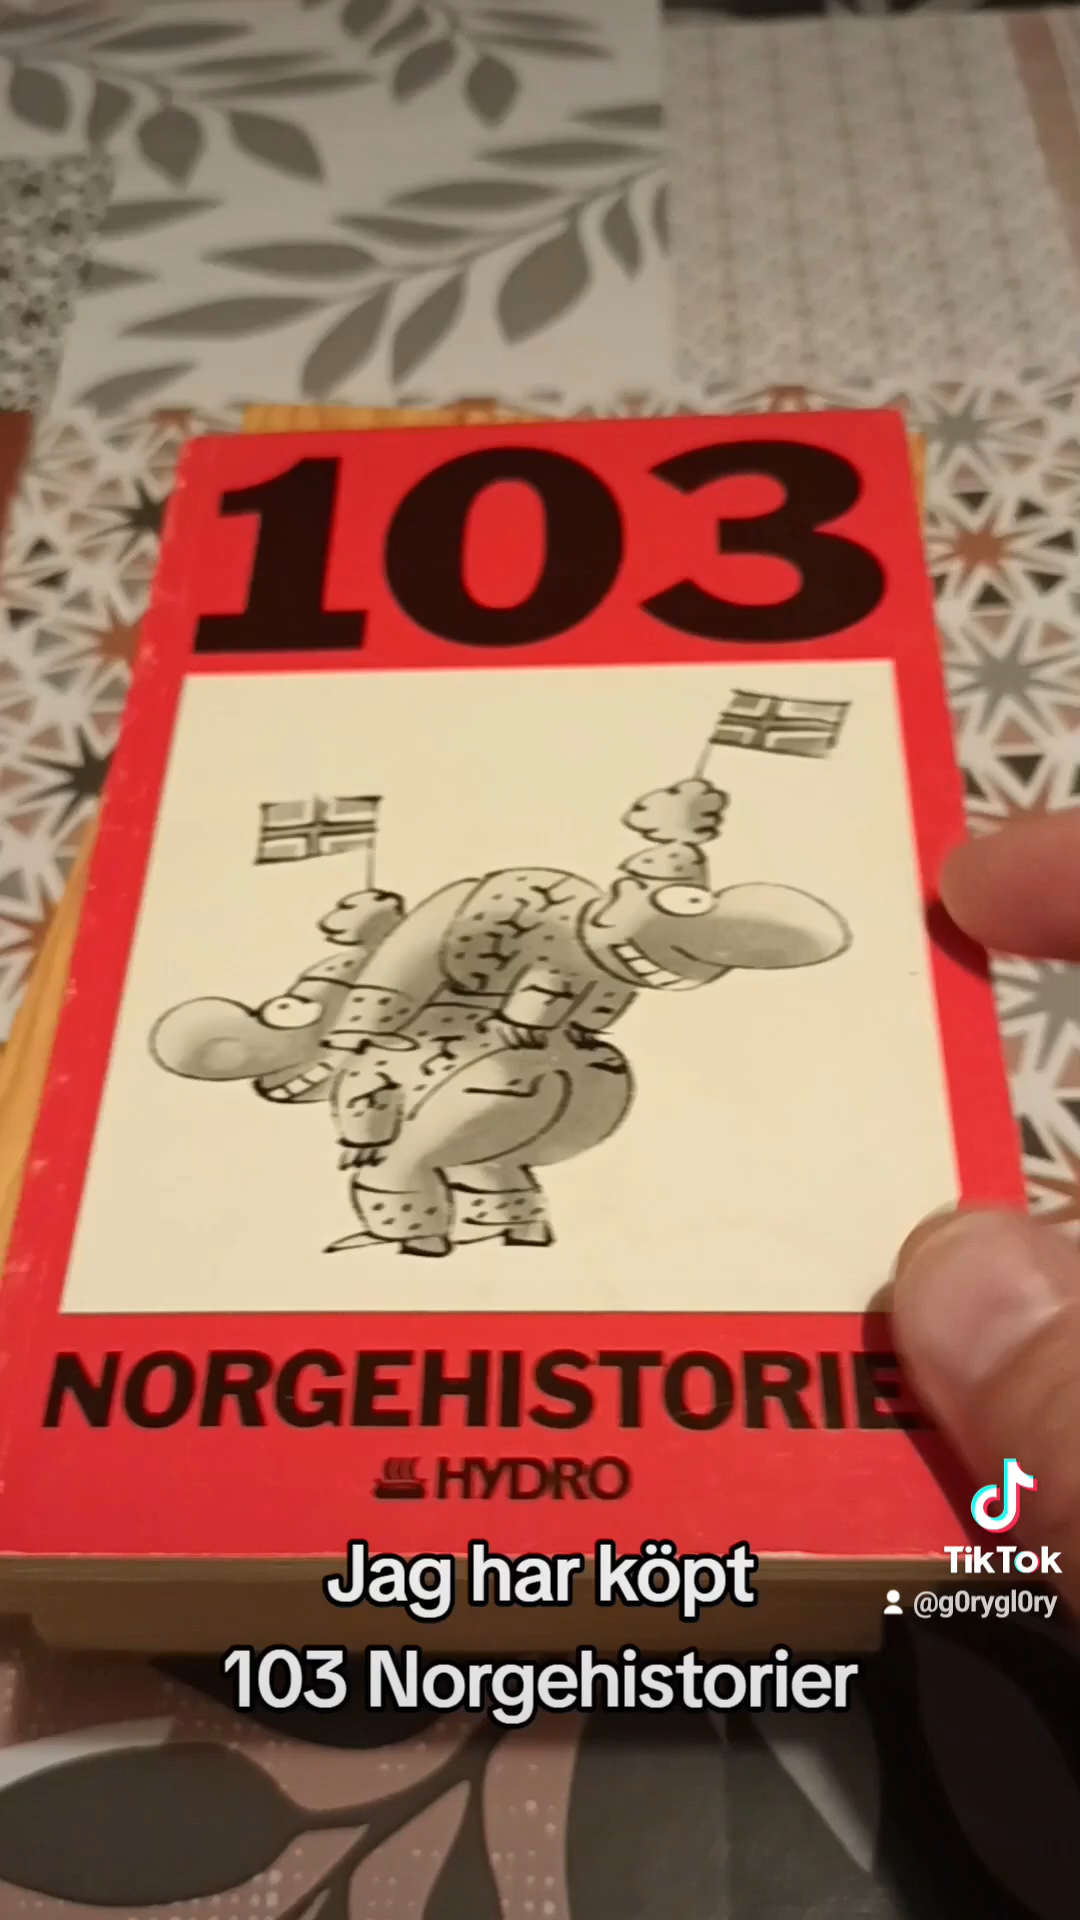 103
NORGEHISTORIE
HYDRO
Jag har köpt
103 Norgehistorier
TikTok
@g0rygl0ry